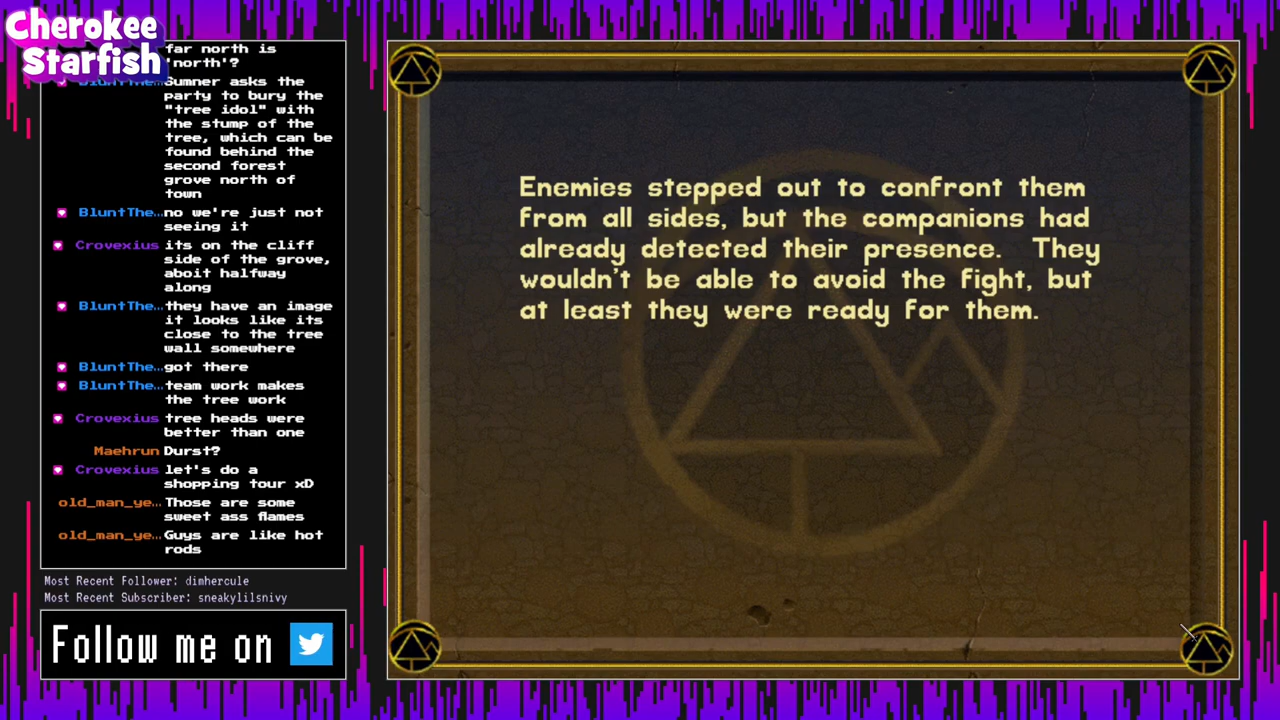 Cherokee
Starfish
far north is
'north'?
Sumner asks the
party to bury the
"tree idol" with
the stump of the
tree, which can be
found behind the
second forest
grove north of
town
BluntThe… no we're just not
seeing it
Crovexius its on the cliff
side of the grove,
aboit halfway
along
BluntThe… they have an image
it looks like its
close to the tree
wall somewhere
BluntThe… got there
BluntThe… team work makes
the tree work
Crovexius tree heads were
better than one
Maehrun Durst?
Crovexius let's do a
shopping tour xD
old_man_ye… Those are some
sweet ass flames
old_man_ye… Guys are like hot
rods
Most Recent Follower: dimhercule
Most Recent Subscriber: sneakylilsnivy
Follow me on
Enemies stepped out to confront them
from all sides, but the companions had
already detected their presence. They
wouldn't be able to avoid the fight, but
at least they were ready for them.